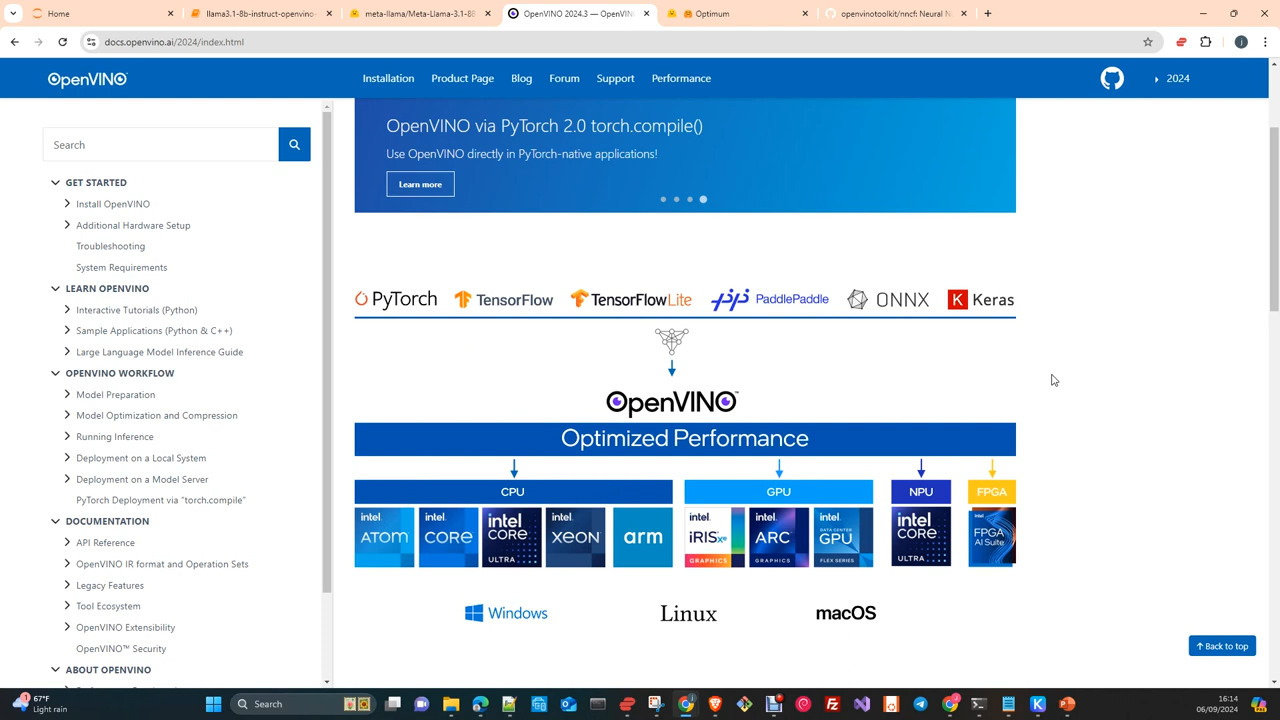 Home
llama3.1-8b-instruct-openvino-
meta-llama/Meta-Llama-3.1-8B
OpenVINO 2024.3 — OpenVIN
Optimum
openvinotoolkit/nncf: Neural N
docs.openvino.ai/2024/index.html
OpenVINO
Installation
Product Page
Blog
Forum
Support
Performance
2024
Search
GET STARTED
Install OpenVINO
Additional Hardware Setup
Troubleshooting
System Requirements
LEARN OPENVINO
Interactive Tutorials (Python)
Sample Applications (Python & C++)
Large Language Model Inference Guide
OPENVINO WORKFLOW
Model Preparation
Model Optimization and Compression
Running Inference
Deployment on a Local System
Deployment on a Model Server
PyTorch Deployment via "torch.compile"
DOCUMENTATION
API Reference
OpenVINO IR format and Operation Sets
Legacy Features
Tool Ecosystem
OpenVINO Extensibility
OpenVINO™ Security
ABOUT OPENVINO
OpenVINO via PyTorch 2.0 torch.compile()
Use OpenVINO directly in PyTorch-native applications!
Learn more
PyTorch
TensorFlow
TensorFlowLite
PaddlePaddle
ONNX
K Keras
OpenVINO™
Optimized Performance
CPU
GPU
NPU
FPGA
intel ATOM
intel CORE
intel CORE ULTRA
intel XEON
arm
intel iRIS xe GRAPHICS
intel ARC GRAPHICS
intel DATA CENTER GPU FLEX SERIES
intel CORE ULTRA
intel FPGA AI Suite
Windows
Linux
macOS
Back to top
1
67°F
Light rain
Search
16:14
06/09/2024